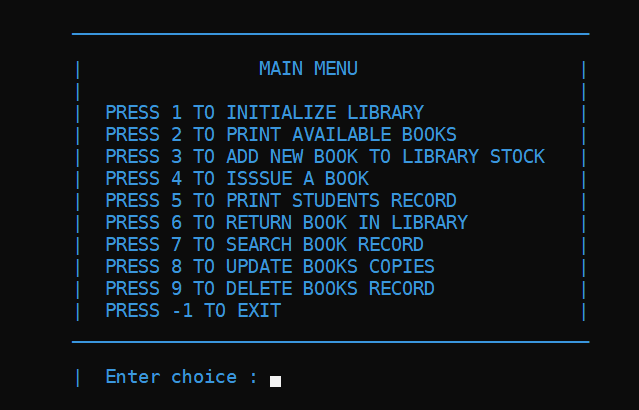 MAIN MENU
PRESS 1 TO INITIALIZE LIBRARY
PRESS 2 TO PRINT AVAILABLE BOOKS
PRESS 3 TO ADD NEW BOOK TO LIBRARY STOCK
PRESS 4 TO ISSSUE A BOOK
PRESS 5 TO PRINT STUDENTS RECORD
PRESS 6 TO RETURN BOOK IN LIBRARY
PRESS 7 TO SEARCH BOOK RECORD
PRESS 8 TO UPDATE BOOKS COPIES
PRESS 9 TO DELETE BOOKS RECORD
PRESS -1 TO EXIT
Enter choice :